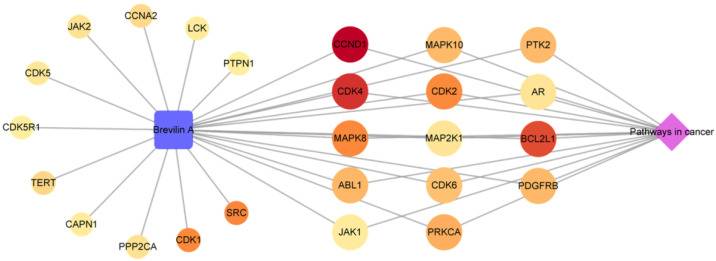 CCNA2
JAK2
LCK
CCND1
MAPK10
PTK2
PTPN1
CDK5
CDK4
CDK2
AR
CDK5R1
Brevilin A
Pathways in cancer
MAPK8
MAP2K1
BCL2L1
TERT
ABL1
CDK6
PDGFRB
SRC
CAPN1
JAK1
PRKCA
PPP2CA
CDK1